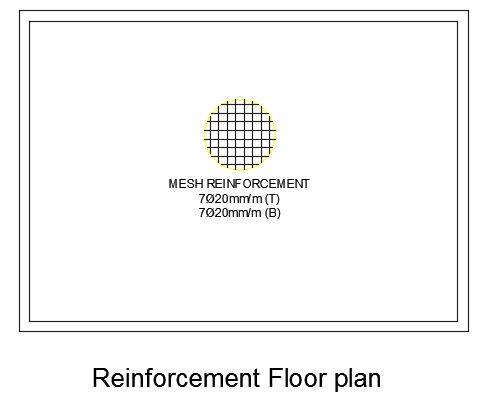 MESH REINFORCEMENT
7Ø20mm/m (T)
7Ø20mm/m (B)
Reinforcement Floor plan